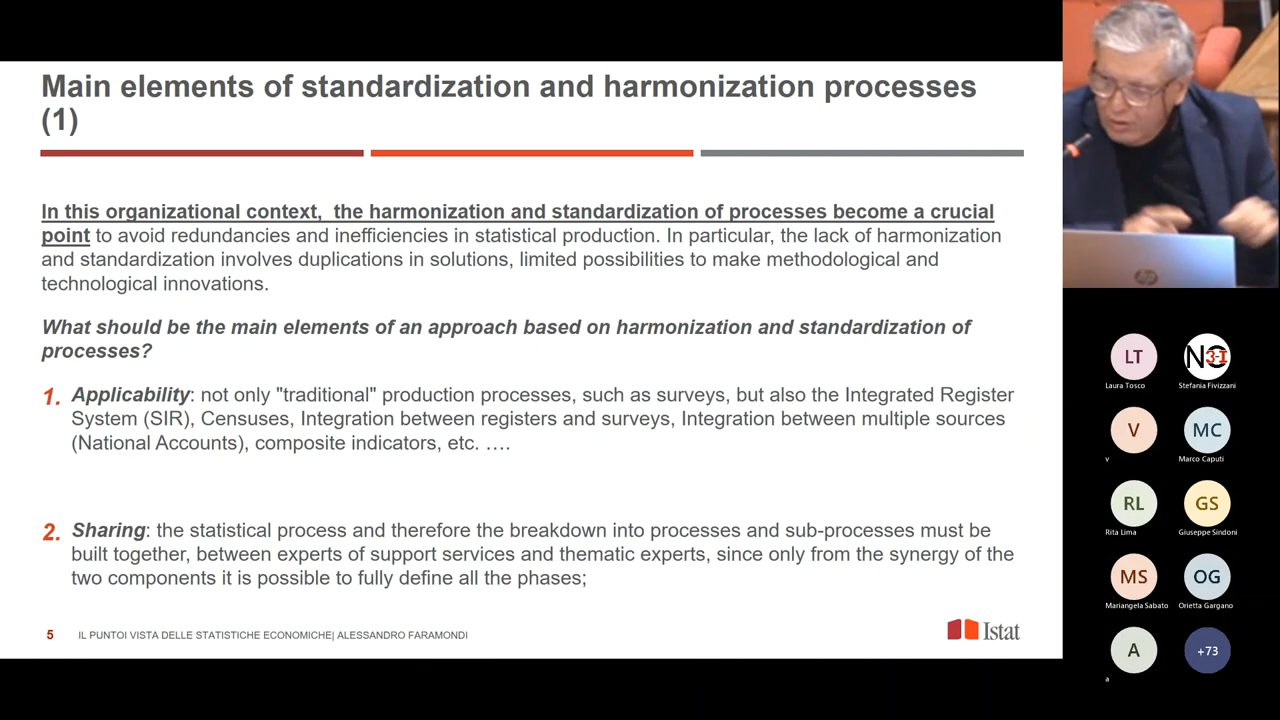 Main elements of standardization and harmonization processes
(1)
In this organizational context,  the harmonization and standardization of processes become a crucial
point to avoid redundancies and inefficiencies in statistical production. In particular, the lack of harmonization
and standardization involves duplications in solutions, limited possibilities to make methodological and
technological innovations.
What should be the main elements of an approach based on harmonization and standardization of
processes?
1. Applicability: not only "traditional" production processes, such as surveys, but also the Integrated Register
System (SIR), Censuses, Integration between registers and surveys, Integration between multiple sources
(National Accounts), composite indicators, etc. ….
2. Sharing: the statistical process and therefore the breakdown into processes and sub-processes must be
built together, between experts of support services and thematic experts, since only from the synergy of the
two components it is possible to fully define all the phases;
5 IL PUNTOI VISTA DELLE STATISTICHE ECONOMICHE| ALESSANDRO FARAMONDI
Istat
hp
LT
Laura Tosco
NO 3-I
Stefania Fivizzani
V
v
MC
Marco Caputi
RL
Rita Lima
GS
Giuseppe Sindoni
MS
Mariangela Sabato
OG
Orietta Gargano
A
a
+73